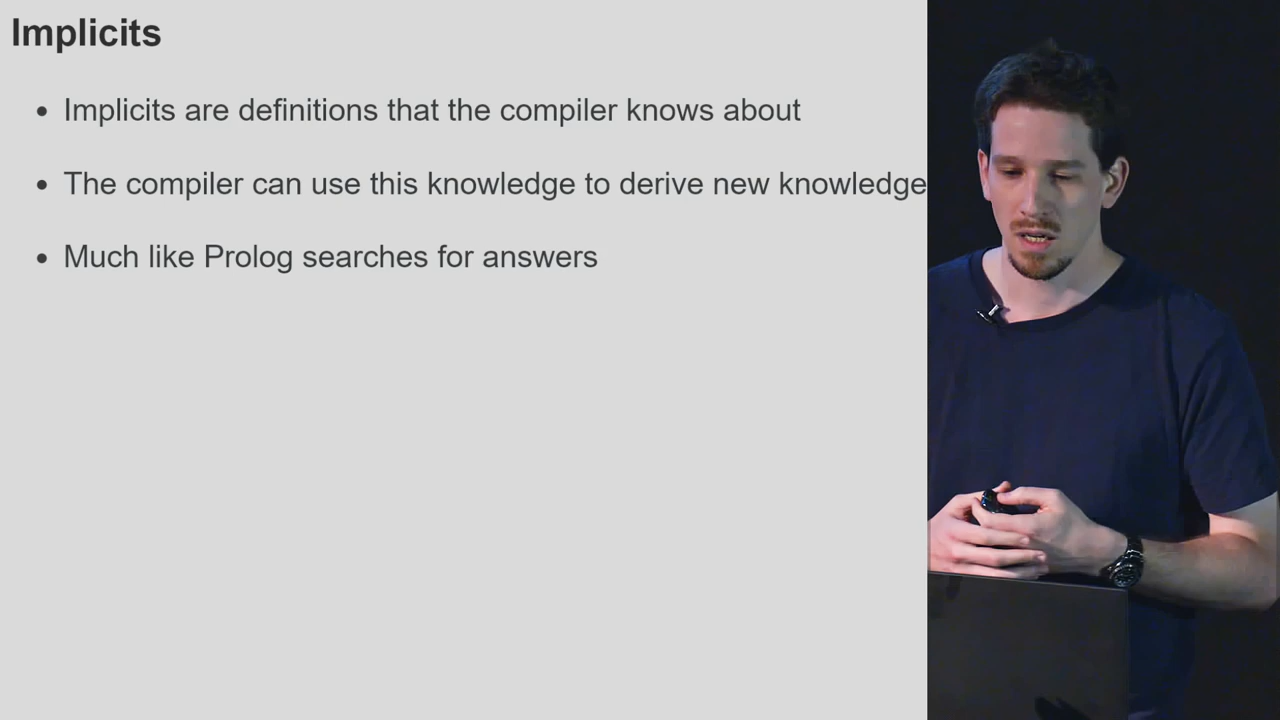 Implicits
• Implicits are definitions that the compiler knows about
• The compiler can use this knowledge to derive new knowledge
• Much like Prolog searches for answers